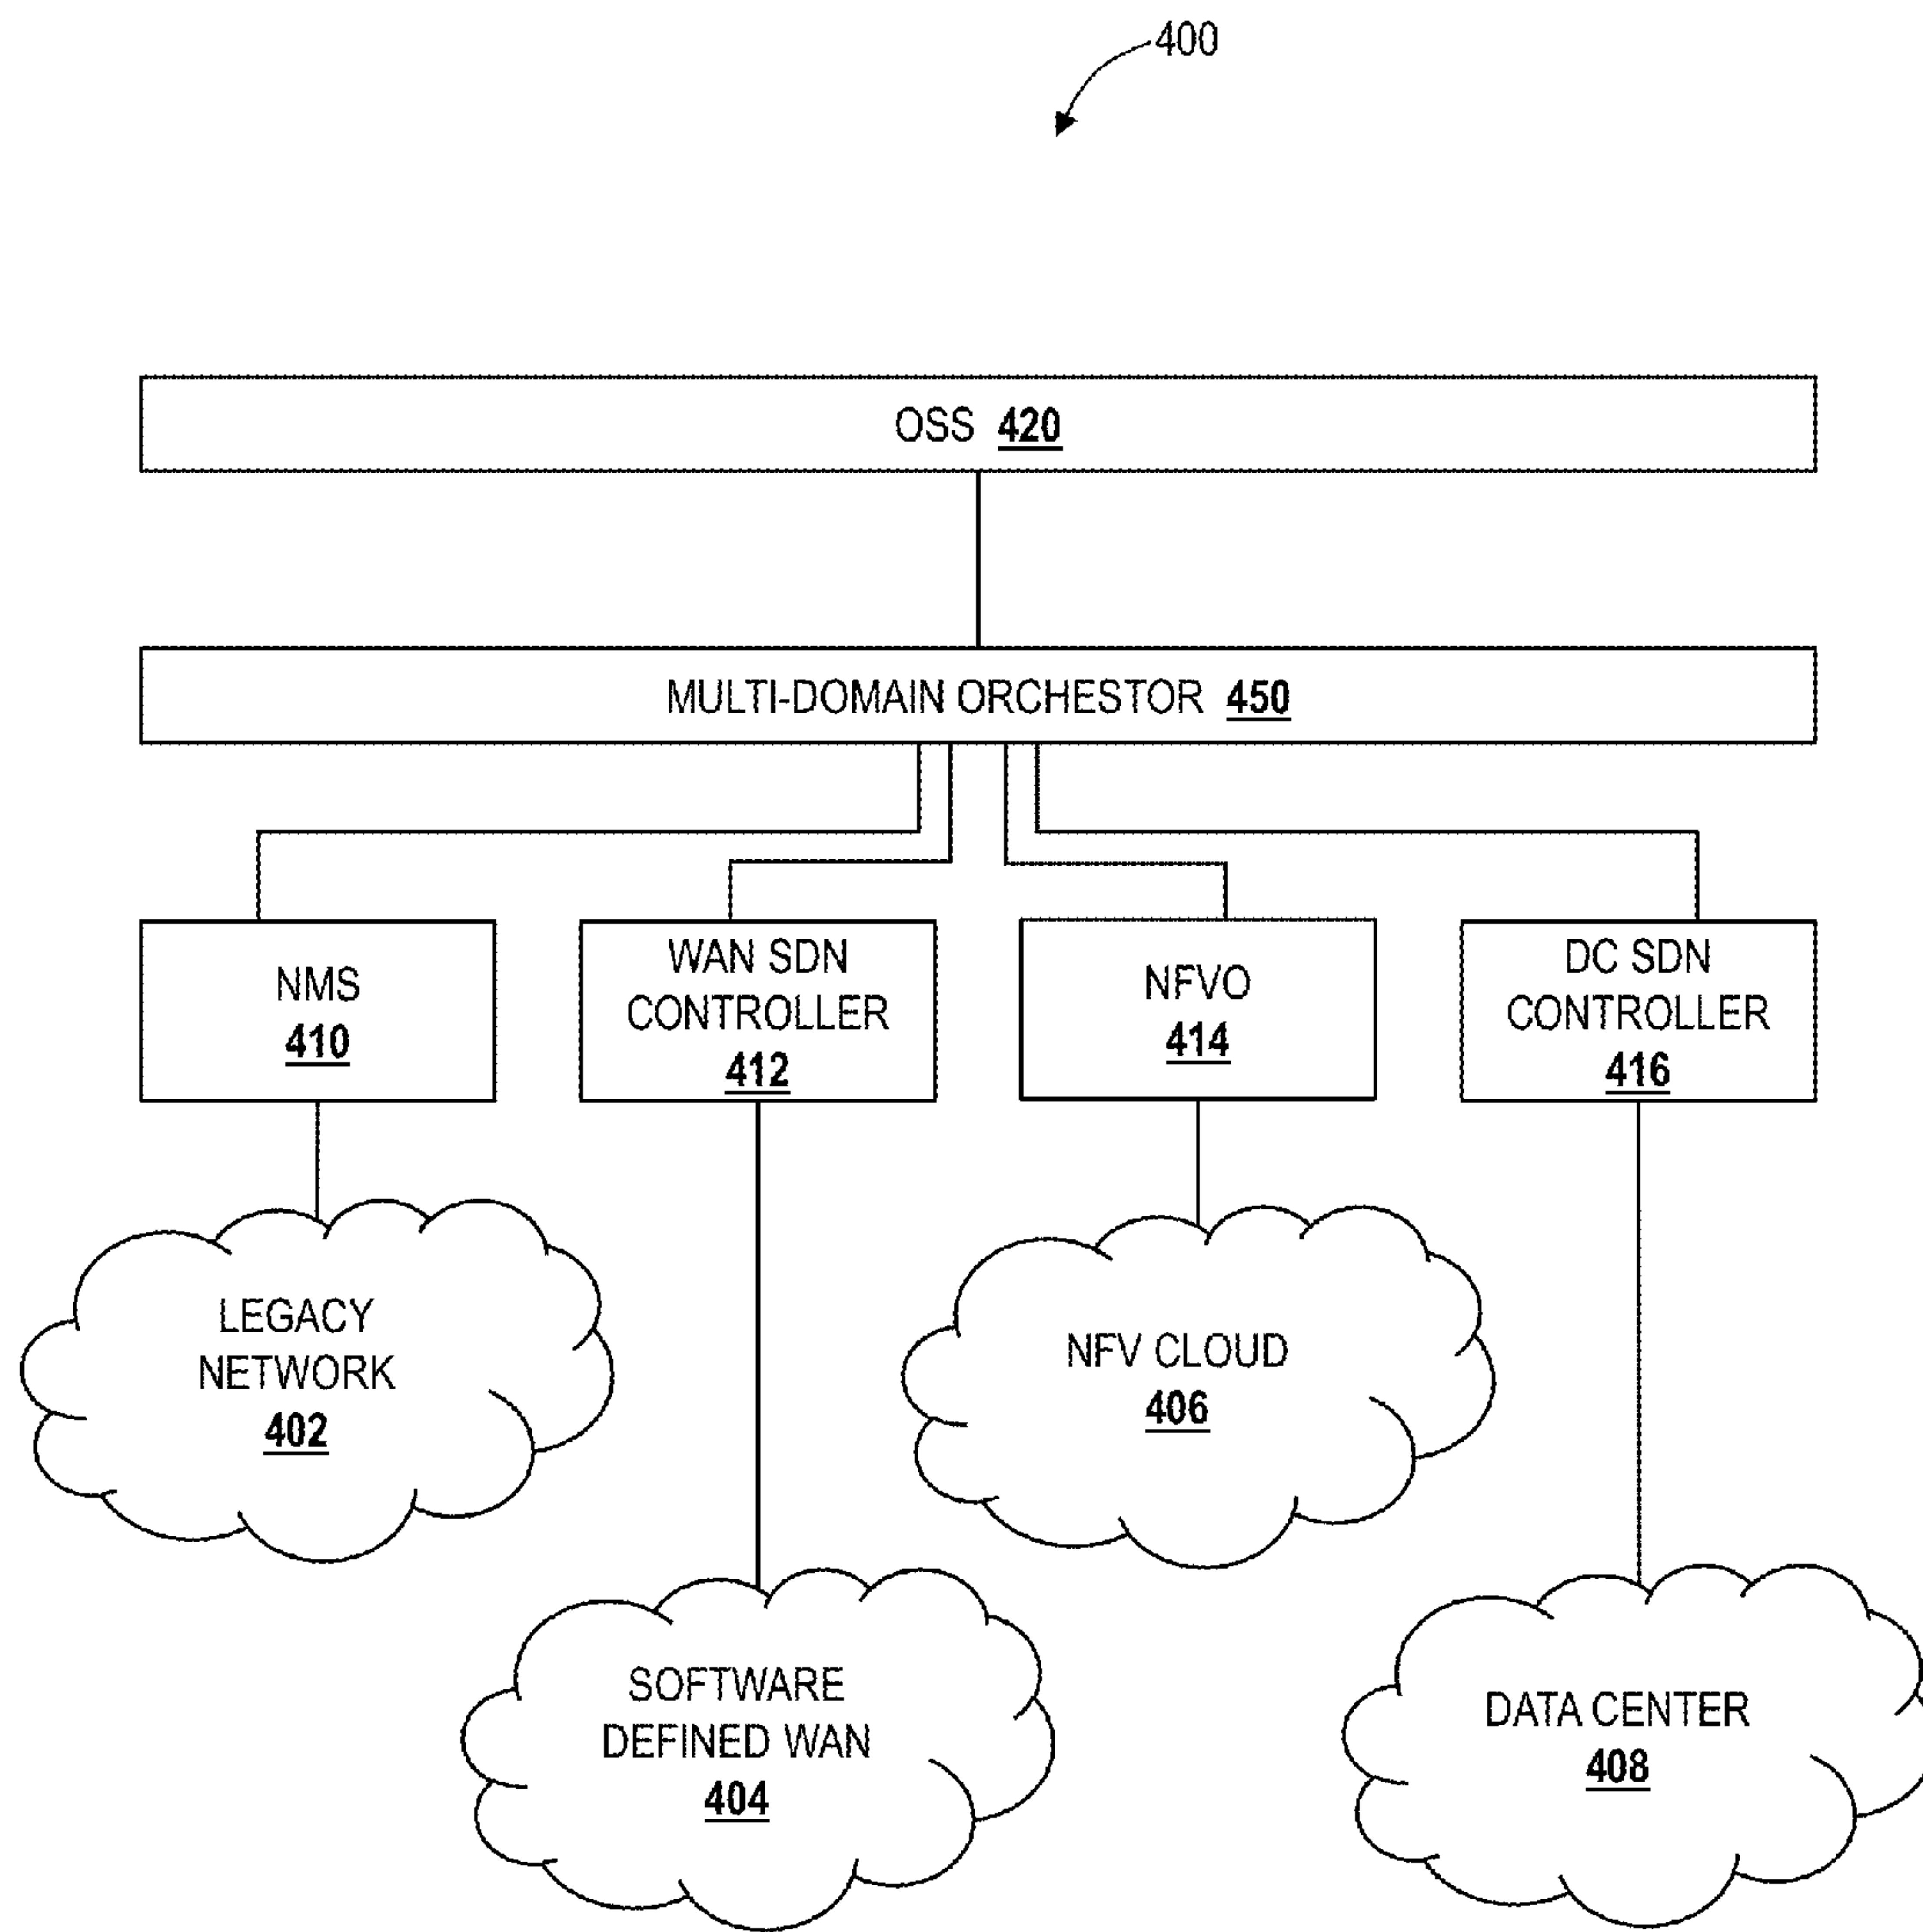 400
OSS 420
MULTI-DOMAIN ORCHESTOR 450
NMS
410
WAN SDN
CONTROLLER
412
NFVO
414
DC SDN
CONTROLLER
416
LEGACY
NETWORK
402
NFV CLOUD
406
SOFTWARE
DEFINED WAN
404
DATA CENTER
408